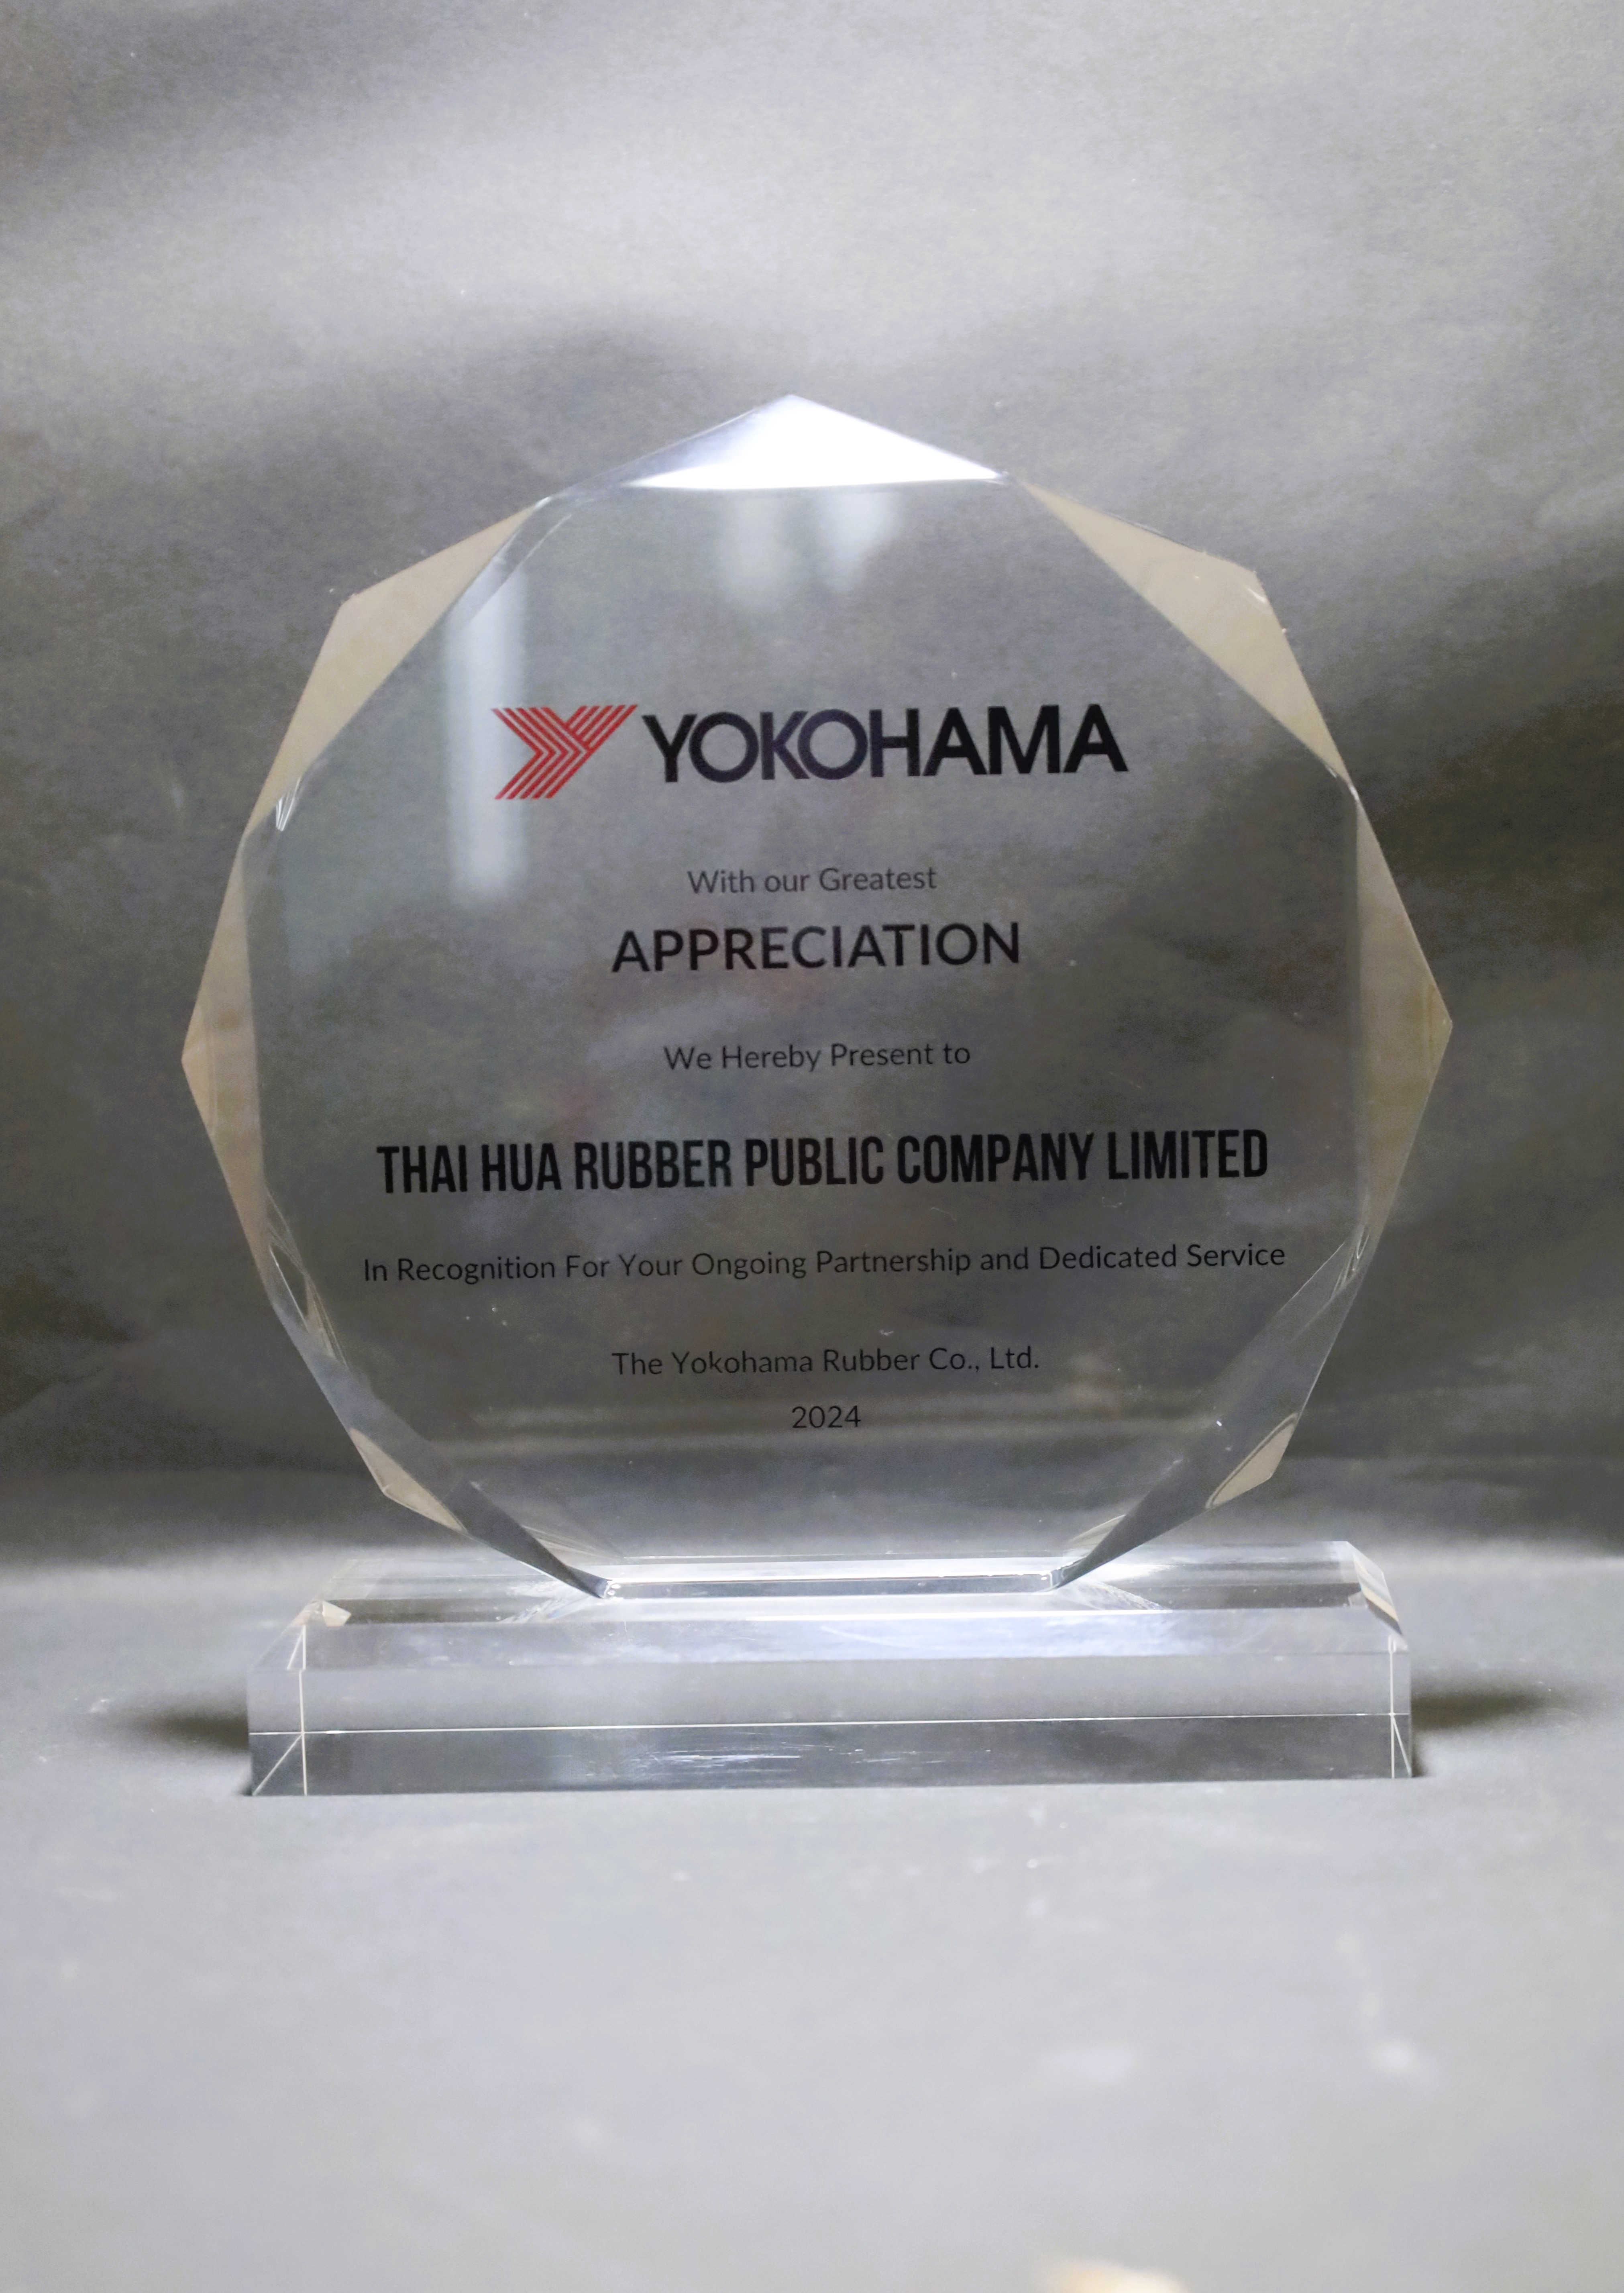 YOKOHAMA
With our Greatest
APPRECIATION
We Hereby Present to
THAI HUA RUBBER PUBLIC COMPANY LIMITED
In Recognition For Your Ongoing Partnership and Dedicated Service
The Yokohama Rubber Co., Ltd.
2024